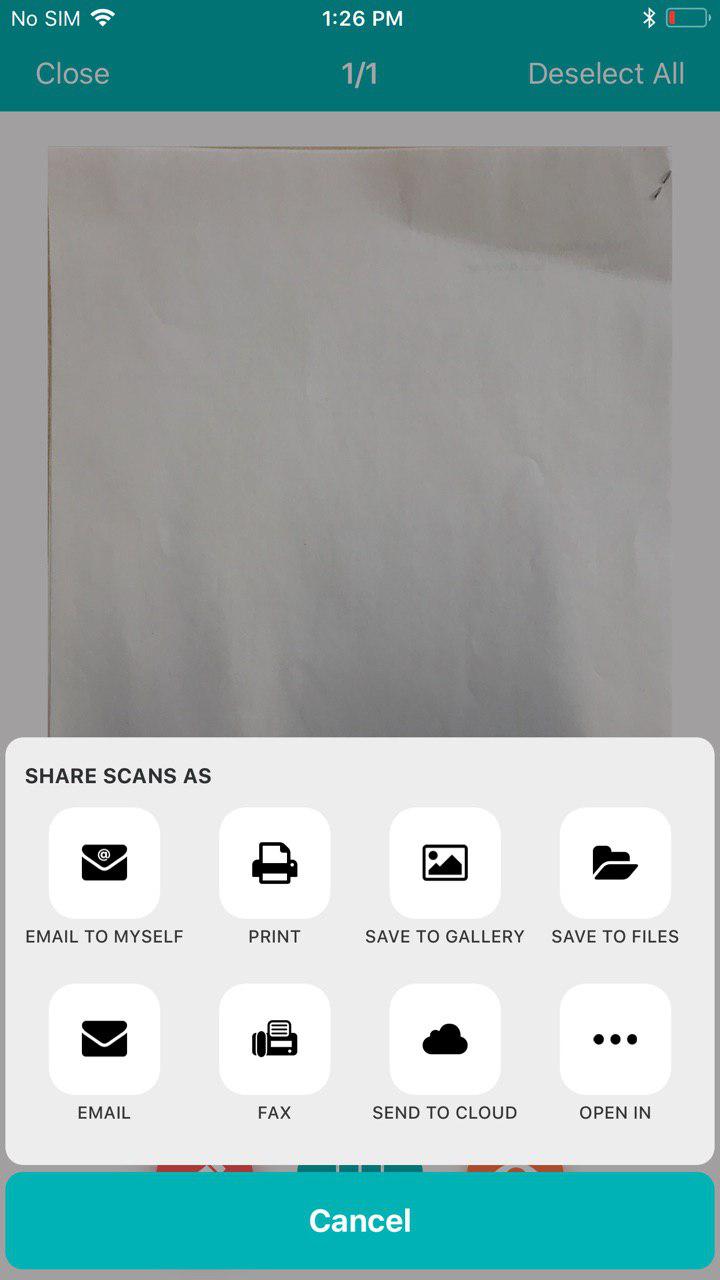 No SIM 1:26 PM
Close 1/1 Deselect All
SHARE SCANS AS
EMAIL TO MYSELF PRINT SAVE TO GALLERY SAVE TO FILES
EMAIL FAX SEND TO CLOUD OPEN IN
Cancel